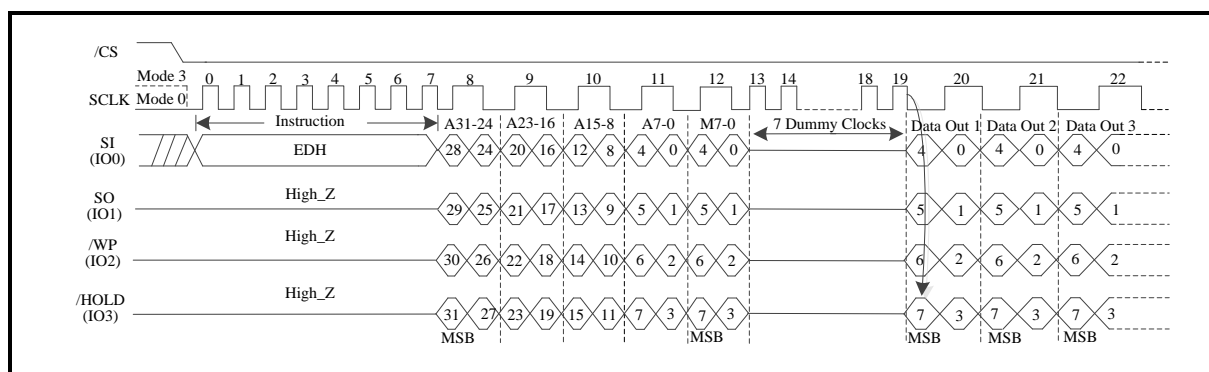 /CS
Mode 3 0 1 2 3 4 5 6 7 8 9 10 11 12 13 14 18 19 20 21 22
SCLK Mode 0
Instruction A31-24 A23-16 A15-8 A7-0 M7-0 7 Dummy Clocks Data Out 1 Data Out 2 Data Out 3
SI
(IO0) EDH 28 24 20 16 12 8 4 0 4 0 4 0 4 0 4 0
High_Z
SO
(IO1) 29 25 21 17 13 9 5 1 5 1 5 1 5 1 5 1
High_Z
/WP
(IO2) 30 26 22 18 14 10 6 2 6 2 6 2 6 2 6 2
High_Z
/HOLD
(IO3) 31 27 23 19 15 11 7 3 7 3 7 3 7 3 7 3
MSB MSB MSB MSB MSB